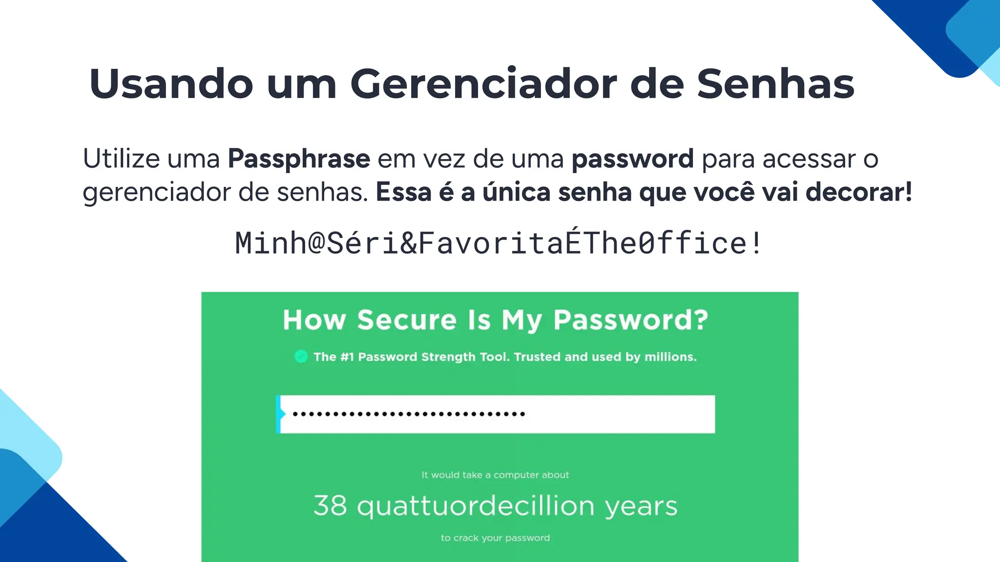 Usando um Gerenciador de Senhas
Utilize uma Passphrase em vez de uma password para acessar o
gerenciador de senhas. Essa é a única senha que você vai decorar!
Minh@Séri&FavoritaÉThe0ffice!
How Secure Is My Password?
The #1 Password Strength Tool. Trusted and used by millions.
•••••••••••••••••••••••••••••
It would take a computer about
38 quattuordecillion years
to crack your password